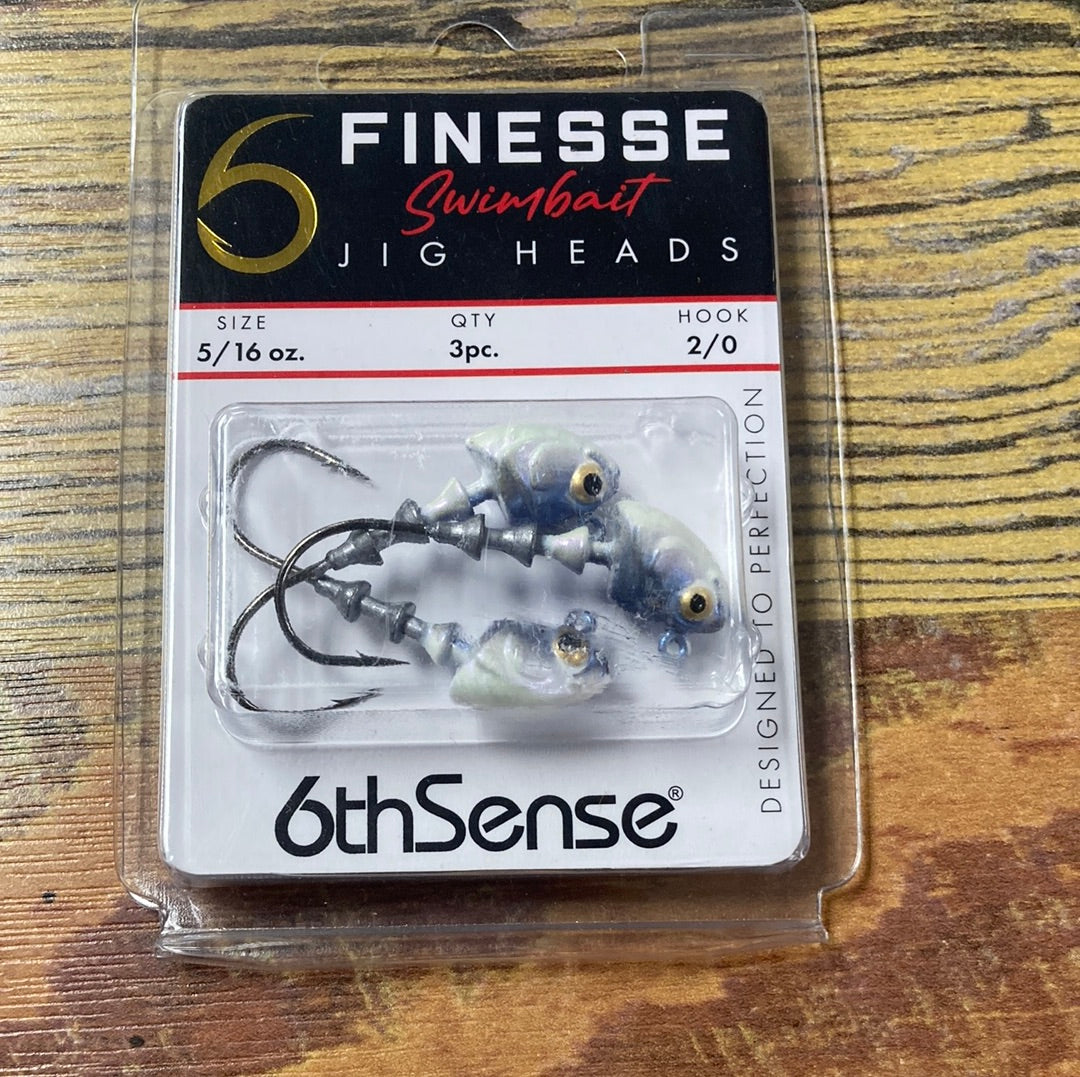 6
FINESSE
Swimbait
JIG HEADS
SIZE QTY HOOK
5/16 oz. 3pc. 2/0
DESIGNED TO PERFECTION
6thSense®